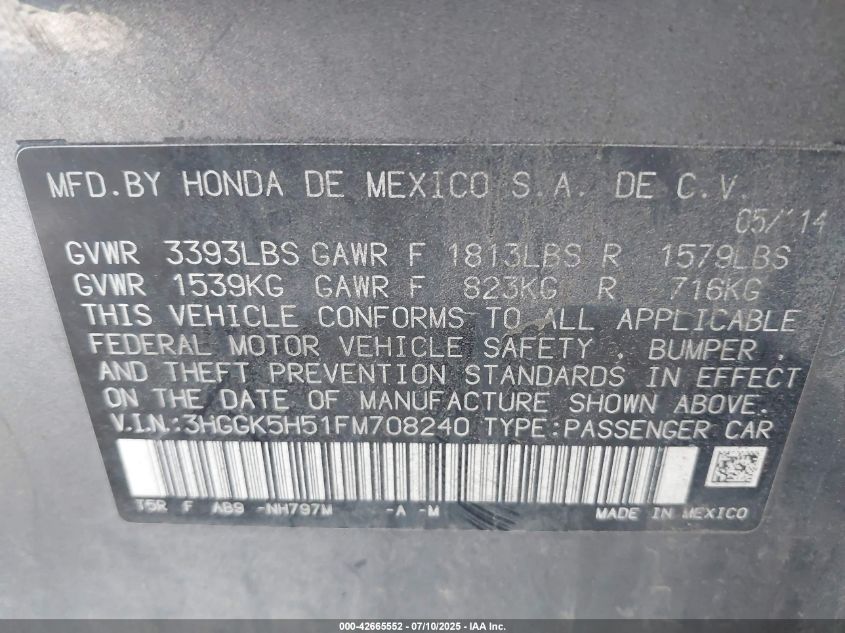 MFD.BY HONDA DE MEXICO S.A. DE C.V.
05/'14
GVWR 3393LBS GAWR F 1813LBS R 1579LBS
GVWR 1539KG GAWR F 823KG R 716KG
THIS VEHICLE CONFORMS TO ALL APPLICABLE
FEDERAL MOTOR VEHICLE SAFETY , BUMPER ,
AND THEFT PREVENTION STANDARDS IN EFFECT
ON THE DATE OF MANUFACTURE SHOWN ABOVE.
V.I.N.:3HGGK5H51FM708240 TYPE:PASSENGER CAR
T5R F AB9 -NH797M -A -M MADE IN MEXICO
000-42665552 - 07/10/2025 - IAA Inc.